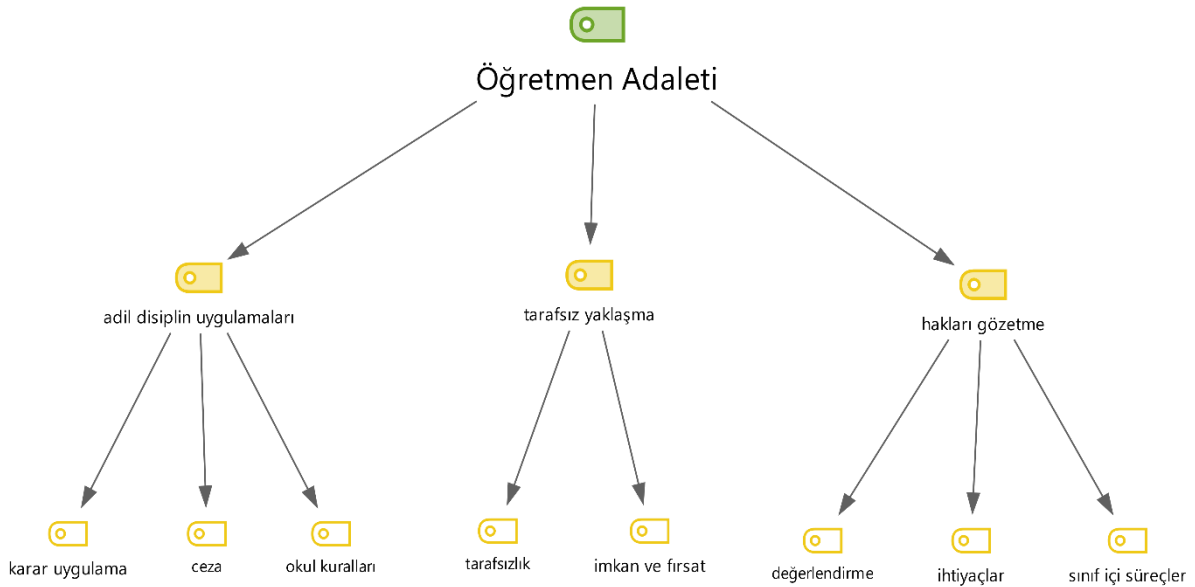 Öğretmen Adaleti
adil disiplin uygulamaları
tarafsız yaklaşma
hakları gözetme
karar uygulama
ceza
okul kuralları
tarafsızlık
imkan ve fırsat
değerlendirme
ihtiyaçlar
sınıf içi süreçler